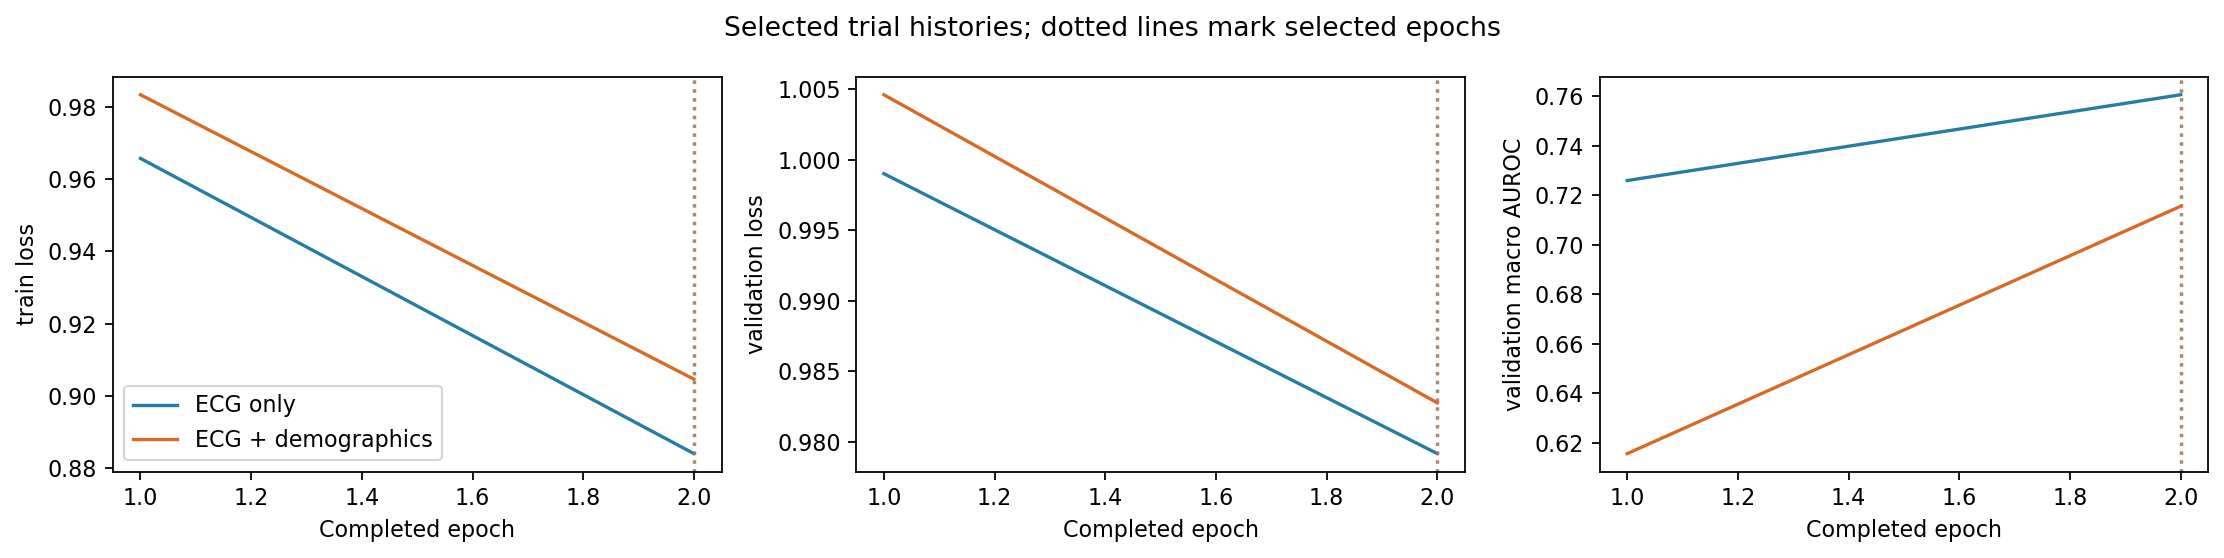 Selected trial histories; dotted lines mark selected epochs
train loss
0.98
0.96
0.94
0.92
0.90
0.88
ECG only
ECG + demographics
1.0 1.2 1.4 1.6 1.8 2.0
Completed epoch
validation loss
1.005
1.000
0.995
0.990
0.985
0.980
1.0 1.2 1.4 1.6 1.8 2.0
Completed epoch
validation macro AUROC
0.76
0.74
0.72
0.70
0.68
0.66
0.64
0.62
1.0 1.2 1.4 1.6 1.8 2.0
Completed epoch